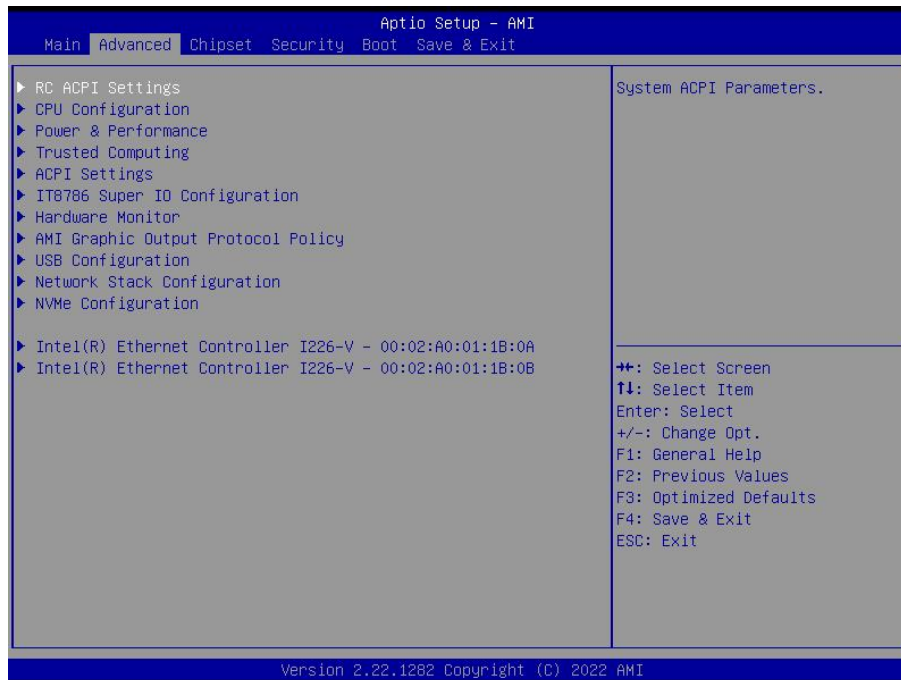 Aptio Setup – AMI
Main Advanced Chipset Security Boot Save & Exit
RC ACPI Settings
CPU Configuration
Power & Performance
Trusted Computing
ACPI Settings
IT8786 Super IO Configuration
Hardware Monitor
AMI Graphic Output Protocol Policy
USB Configuration
Network Stack Configuration
NVMe Configuration
Intel(R) Ethernet Controller I226-V – 00:02:A0:01:1B:0A
Intel(R) Ethernet Controller I226-V – 00:02:A0:01:1B:0B
System ACPI Parameters.
→←: Select Screen
↑↓: Select Item
Enter: Select
+/-: Change Opt.
F1: General Help
F2: Previous Values
F3: Optimized Defaults
F4: Save & Exit
ESC: Exit
Version 2.22.1282 Copyright (C) 2022 AMI